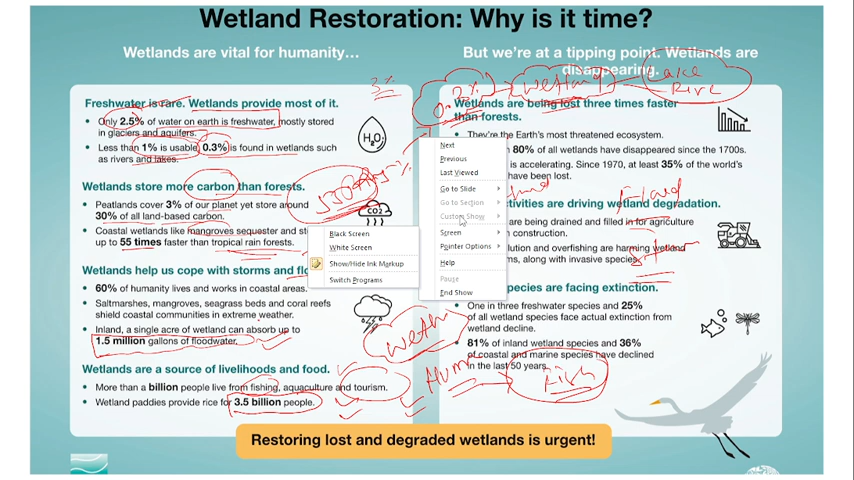 Wetland Restoration: Why is it time?
Wetlands are vital for humanity…
Freshwater is rare. Wetlands provide most of it.
Only 2.5% of water on earth is freshwater, mostly stored
in glaciers and aquifers.
Less than 1% is usable, 0.3% is found in wetlands such
as rivers and lakes.
H₂O
3%
Wetlands store more carbon than forests.
Peatlands cover 3% of our planet yet store around
30% of all land-based carbon.
Coastal wetlands like mangroves sequester and
up to 55 times faster than tropical rain forests.
CO2
Wetlands help us cope with storms and
60% of humanity lives and works in coastal areas.
Saltmarshes, mangroves, seagrass beds and coral reefs
shield coastal communities in extreme weather.
Inland, a single acre of wetland can absorb up to
1.5 million gallons of floodwater.
Wetlands are a source of livelihoods and food.
More than a billion people live from fishing, aquaculture and tourism.
Wetland paddies provide rice for 3.5 billion people.
But we're at a tipping point. Wetlands are
disappearing.
wetland
Lake
Wetlands are being lost three times faster
than forests.
They're the Earth's most threatened ecosystem.
80% of all wetlands have disappeared since the 1700s.
is accelerating. Since 1970, at least 35% of the world's
have been lost.
Flood
are driving wetland degradation.
are being drained and filled in for agriculture
construction.
and overfishing are harming wetland
along with invasive species.
species are facing extinction.
One in three freshwater species and 25%
of all wetland species face actual extinction from
wetland decline.
81% of inland wetland species and 36%
of coastal and marine species have declined
in the last 50 years.
Fish
Next
Previous
Last Viewed
Go to Slide
Go to Section
Custom Show
Screen
Pointer Options
Help
Pause
End Show
Black Screen
White Screen
Show/Hide Ink Markup
Switch Programs
Restoring lost and degraded wetlands is urgent!